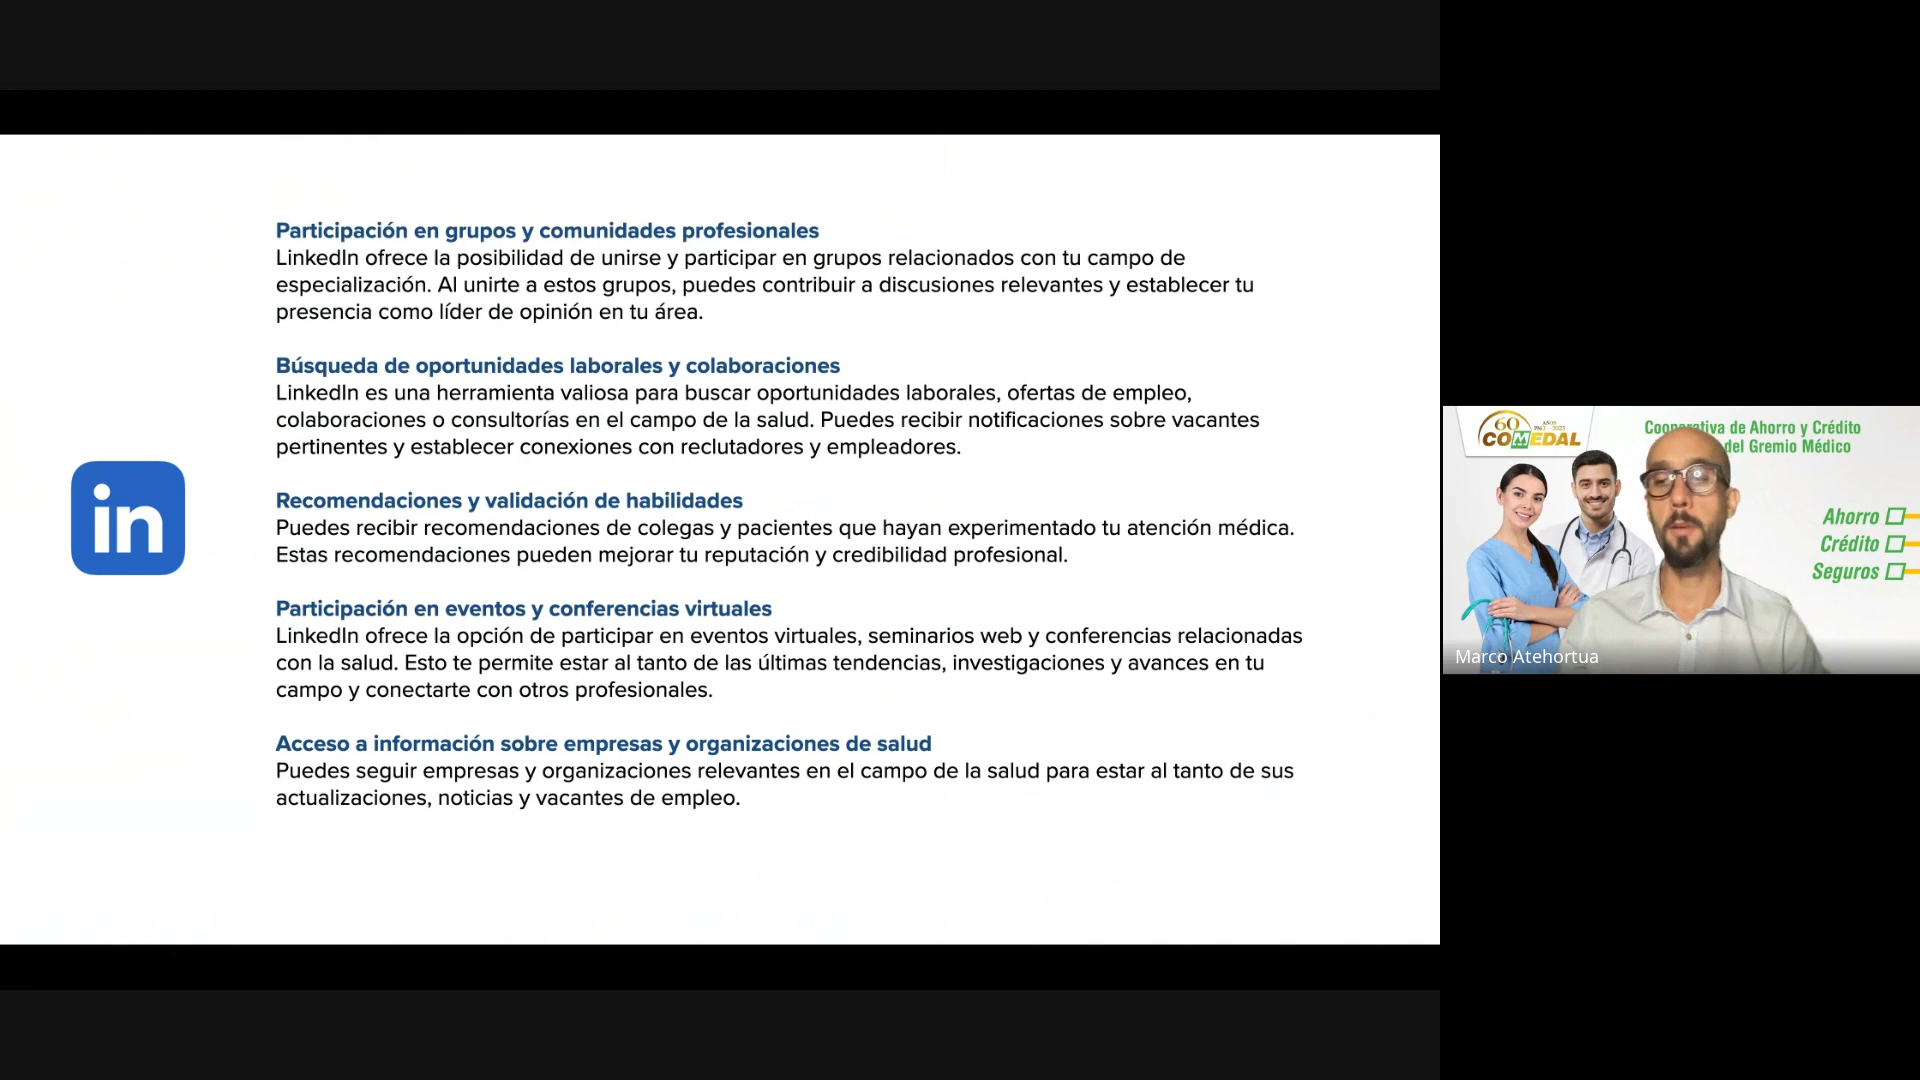 Participación en grupos y comunidades profesionales
LinkedIn ofrece la posibilidad de unirse y participar en grupos relacionados con tu campo de
especialización. Al unirte a estos grupos, puedes contribuir a discusiones relevantes y establecer tu
presencia como líder de opinión en tu área.
Búsqueda de oportunidades laborales y colaboraciones
LinkedIn es una herramienta valiosa para buscar oportunidades laborales, ofertas de empleo,
colaboraciones o consultorías en el campo de la salud. Puedes recibir notificaciones sobre vacantes
pertinentes y establecer conexiones con reclutadores y empleadores.
Recomendaciones y validación de habilidades
Puedes recibir recomendaciones de colegas y pacientes que hayan experimentado tu atención médica.
Estas recomendaciones pueden mejorar tu reputación y credibilidad profesional.
Participación en eventos y conferencias virtuales
LinkedIn ofrece la opción de participar en eventos virtuales, seminarios web y conferencias relacionadas
con la salud. Esto te permite estar al tanto de las últimas tendencias, investigaciones y avances en tu
campo y conectarte con otros profesionales.
Acceso a información sobre empresas y organizaciones de salud
Puedes seguir empresas y organizaciones relevantes en el campo de la salud para estar al tanto de sus
actualizaciones, noticias y vacantes de empleo.
in
60 AÑOS
COMEDAL
de Ahorro y Crédito
del Gremio Médico
Ahorro
Crédito
Seguros
Marco Atehortua